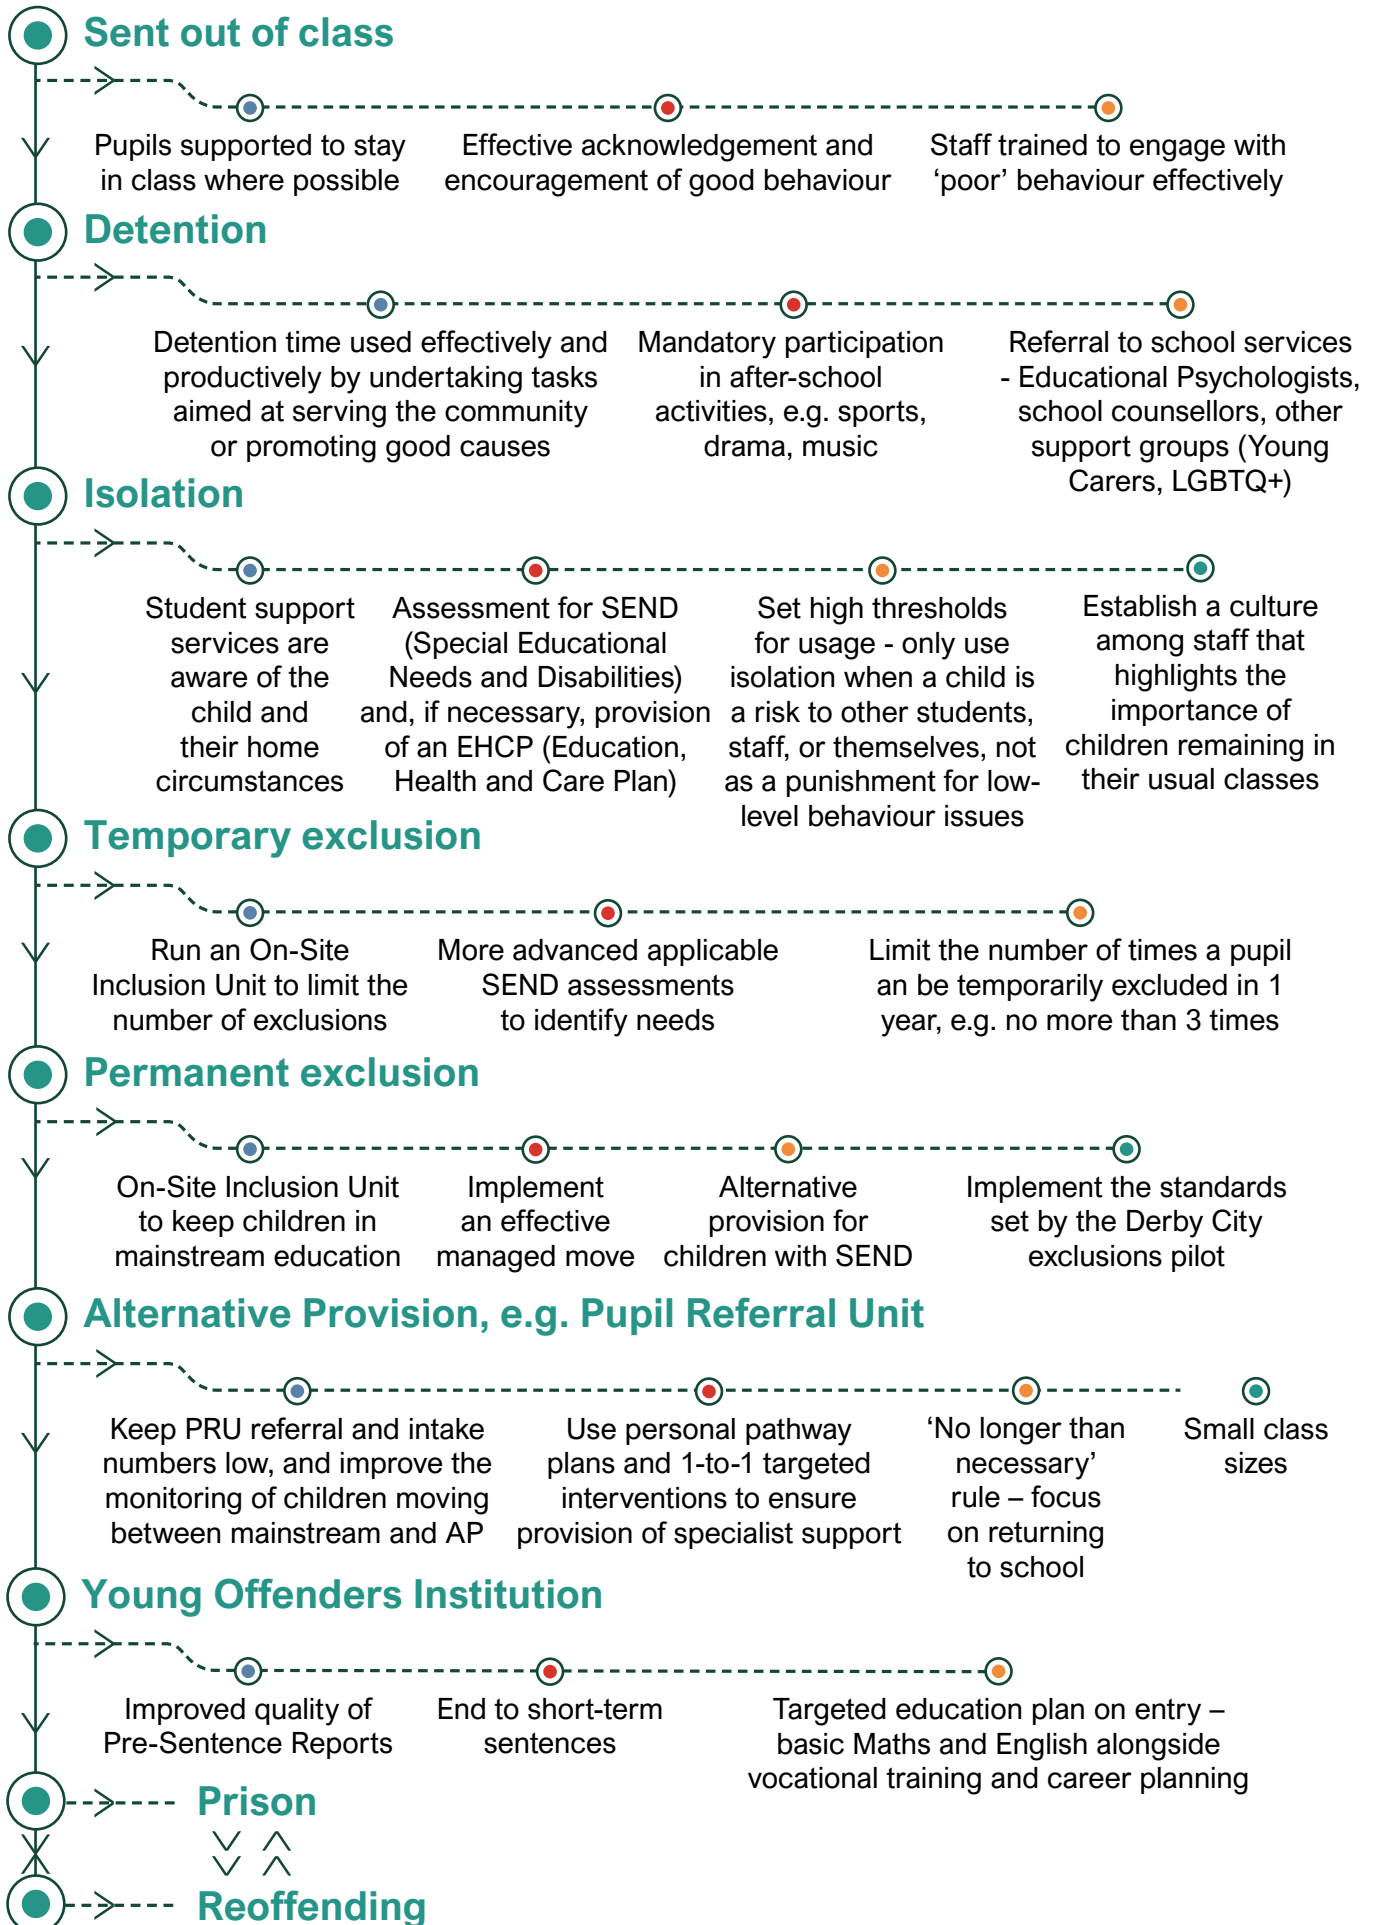 Sent out of class
Pupils supported to stay
in class where possible
Effective acknowledgement and
encouragement of good behaviour
Staff trained to engage with
‘poor’ behaviour effectively
Detention
Detention time used effectively and
productively by undertaking tasks
aimed at serving the community
or promoting good causes
Mandatory participation
in after-school
activities, e.g. sports,
drama, music
Referral to school services
- Educational Psychologists,
school counsellors, other
support groups (Young
Carers, LGBTQ+)
Isolation
Student support
services are
aware of the
child and
their home
circumstances
Assessment for SEND
(Special Educational
Needs and Disabilities)
and, if necessary, provision
of an EHCP (Education,
Health and Care Plan)
Set high thresholds
for usage - only use
isolation when a child is
a risk to other students,
staff, or themselves, not
as a punishment for low-
level behaviour issues
Establish a culture
among staff that
highlights the
importance of
children remaining in
their usual classes
Temporary exclusion
Run an On-Site
Inclusion Unit to limit the
number of exclusions
More advanced applicable
SEND assessments
to identify needs
Limit the number of times a pupil
an be temporarily excluded in 1
year, e.g. no more than 3 times
Permanent exclusion
On-Site Inclusion Unit
to keep children in
mainstream education
Implement
an effective
managed move
Alternative
provision for
children with SEND
Implement the standards
set by the Derby City
exclusions pilot
Alternative Provision, e.g. Pupil Referral Unit
Keep PRU referral and intake
numbers low, and improve the
monitoring of children moving
between mainstream and AP
Use personal pathway
plans and 1-to-1 targeted
interventions to ensure
provision of specialist support
‘No longer than
necessary’
rule – focus
on returning
to school
Small class
sizes
Young Offenders Institution
Improved quality of
Pre-Sentence Reports
End to short-term
sentences
Targeted education plan on entry –
basic Maths and English alongside
vocational training and career planning
Prison
Reoffending